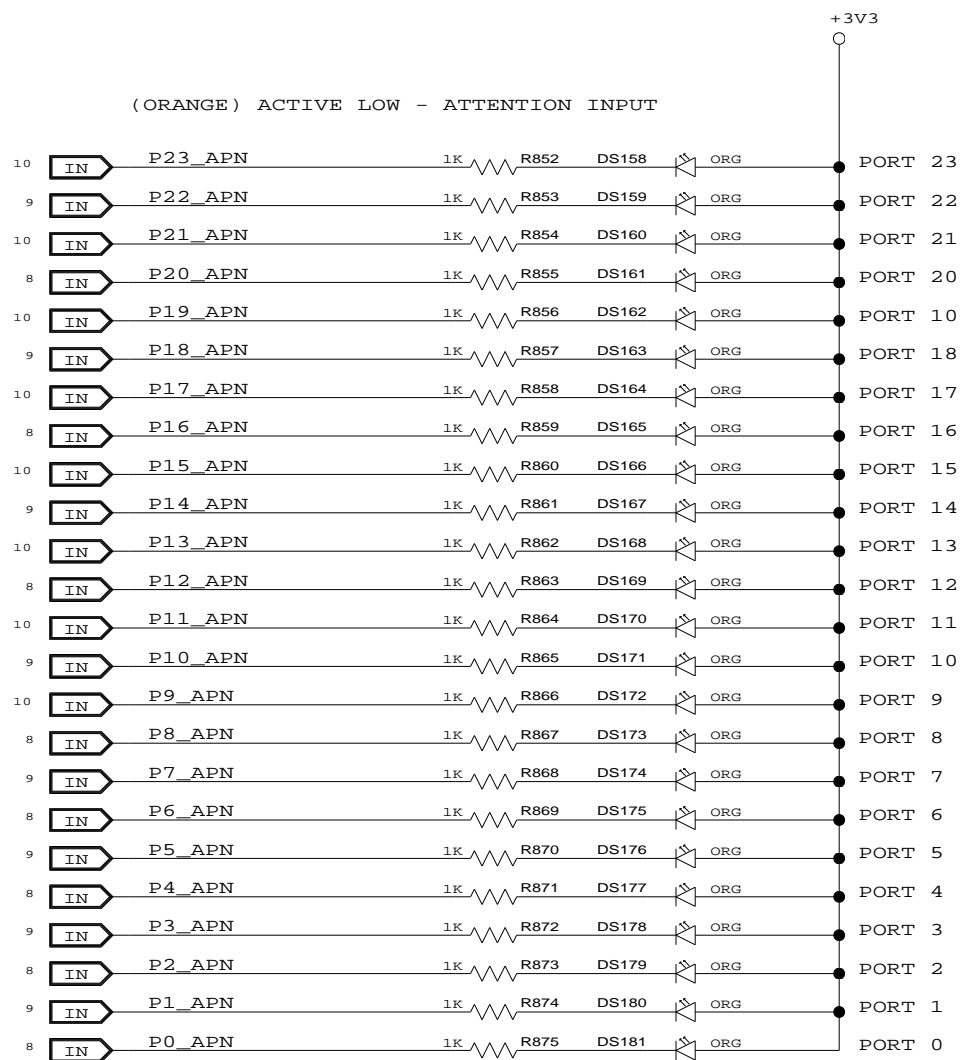 +3V3
(ORANGE) ACTIVE LOW - ATTENTION INPUT
10 IN P23_APN 1K R852 DS158 ORG PORT 23
9 IN P22_APN 1K R853 DS159 ORG PORT 22
10 IN P21_APN 1K R854 DS160 ORG PORT 21
8 IN P20_APN 1K R855 DS161 ORG PORT 20
10 IN P19_APN 1K R856 DS162 ORG PORT 10
9 IN P18_APN 1K R857 DS163 ORG PORT 18
10 IN P17_APN 1K R858 DS164 ORG PORT 17
8 IN P16_APN 1K R859 DS165 ORG PORT 16
10 IN P15_APN 1K R860 DS166 ORG PORT 15
9 IN P14_APN 1K R861 DS167 ORG PORT 14
10 IN P13_APN 1K R862 DS168 ORG PORT 13
8 IN P12_APN 1K R863 DS169 ORG PORT 12
10 IN P11_APN 1K R864 DS170 ORG PORT 11
9 IN P10_APN 1K R865 DS171 ORG PORT 10
10 IN P9_APN 1K R866 DS172 ORG PORT 9
8 IN P8_APN 1K R867 DS173 ORG PORT 8
9 IN P7_APN 1K R868 DS174 ORG PORT 7
8 IN P6_APN 1K R869 DS175 ORG PORT 6
9 IN P5_APN 1K R870 DS176 ORG PORT 5
8 IN P4_APN 1K R871 DS177 ORG PORT 4
9 IN P3_APN 1K R872 DS178 ORG PORT 3
8 IN P2_APN 1K R873 DS179 ORG PORT 2
9 IN P1_APN 1K R874 DS180 ORG PORT 1
8 IN P0_APN 1K R875 DS181 ORG PORT 0